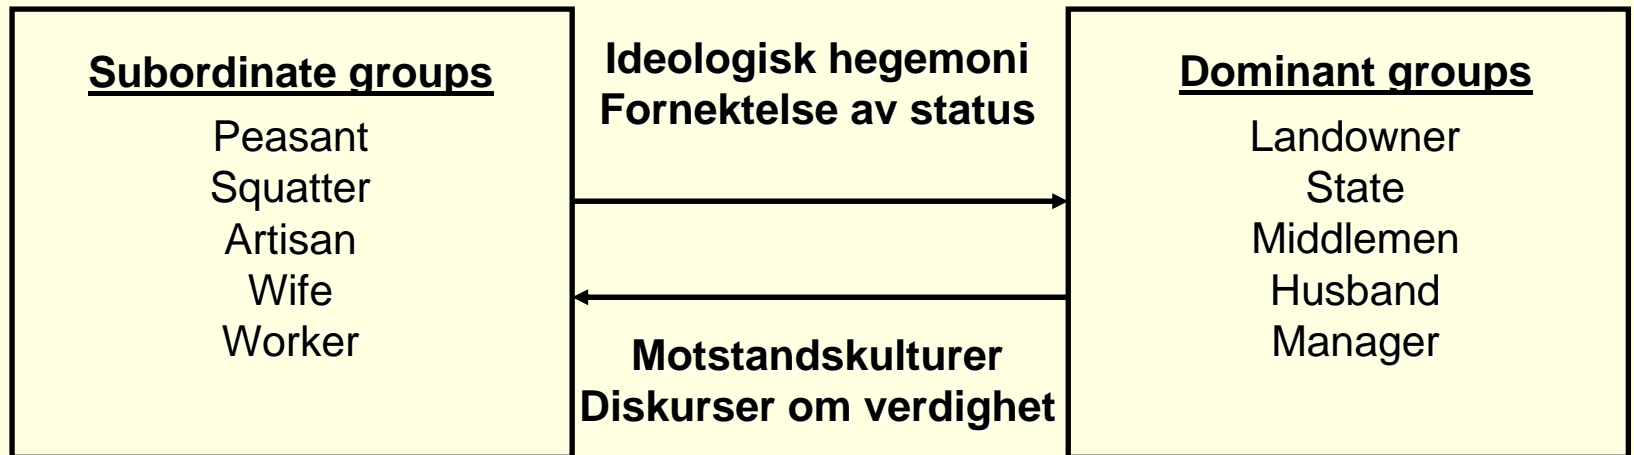 Subordinate groups
Peasant
Squatter
Artisan
Wife
Worker
Ideologisk hegemoni
Fornektelse av status
Motstandskulturer
Diskurser om verdighet
Dominant groups
Landowner
State
Middlemen
Husband
Manager